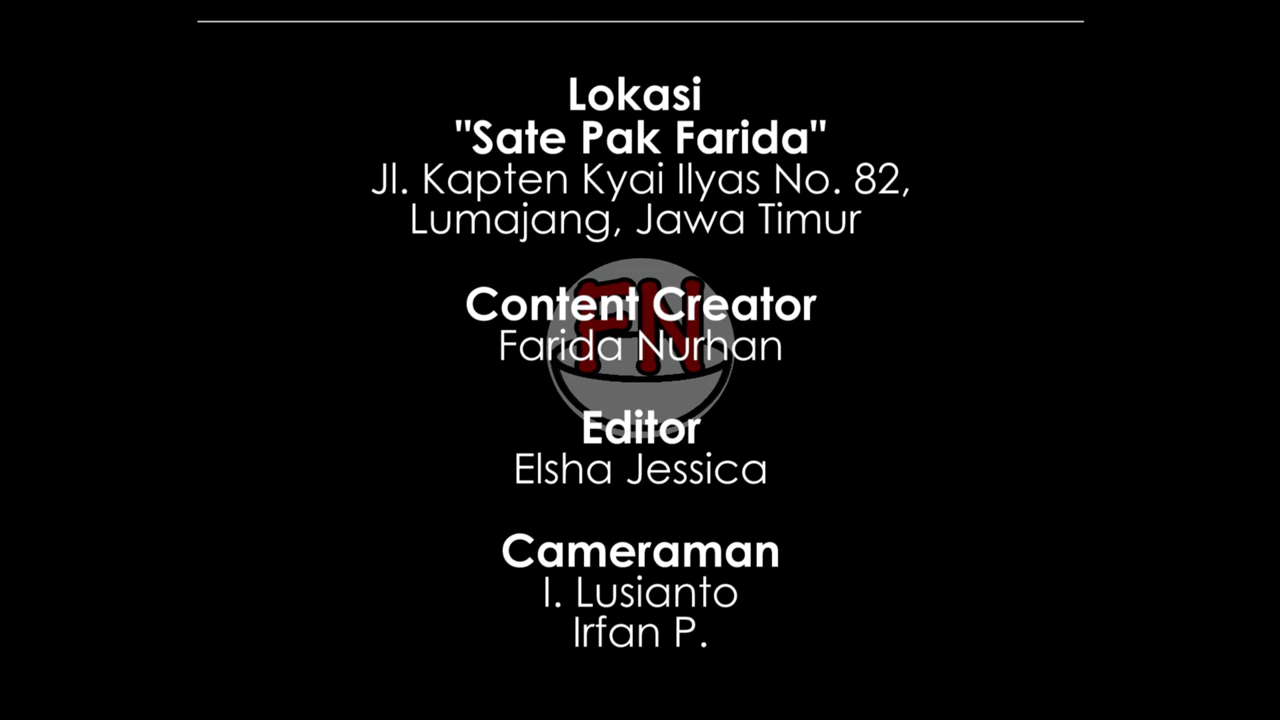 Lokasi
"Sate Pak Farida"
Jl. Kapten Kyai Ilyas No. 82,
Lumajang, Jawa Timur
FN
Content Creator
Farida Nurhan
Editor
Elsha Jessica
Cameraman
I. Lusianto
Irfan P.